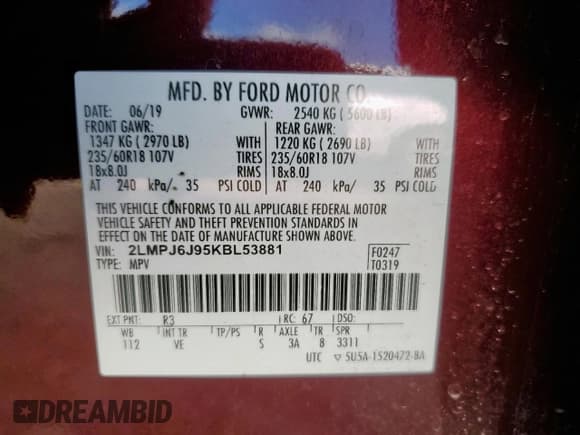 MFD. BY FORD MOTOR CO.
DATE: 06/19 GVWR: 2540 KG ( 5600 LB)
FRONT GAWR: REAR GAWR:
1347 KG ( 2970 LB) WITH 1220 KG ( 2690 LB) WITH
235/60R18 107V TIRES 235/60R18 107V TIRES
18x8.0J RIMS 18x8.0J RIMS
AT 240 kPa/ 35 PSI COLD AT 240 kPa/ 35 PSI COLD
THIS VEHICLE CONFORMS TO ALL APPLICABLE FEDERAL MOTOR
VEHICLE SAFETY AND THEFT PREVENTION STANDARDS IN
EFFECT ON THE DATE OF MANUFACTURE SHOWN ABOVE.
VIN: 2LMPJ6J95KBL53881 F0247
TYPE: MPV T0319
EXT PNT: R3 RC: 67 DSO:
WB INT TR TP/PS R AXLE TR SPR
112 VE S 3A 8 3311
UTC ▽ 5U5A-1520472-BA
DREAMBID